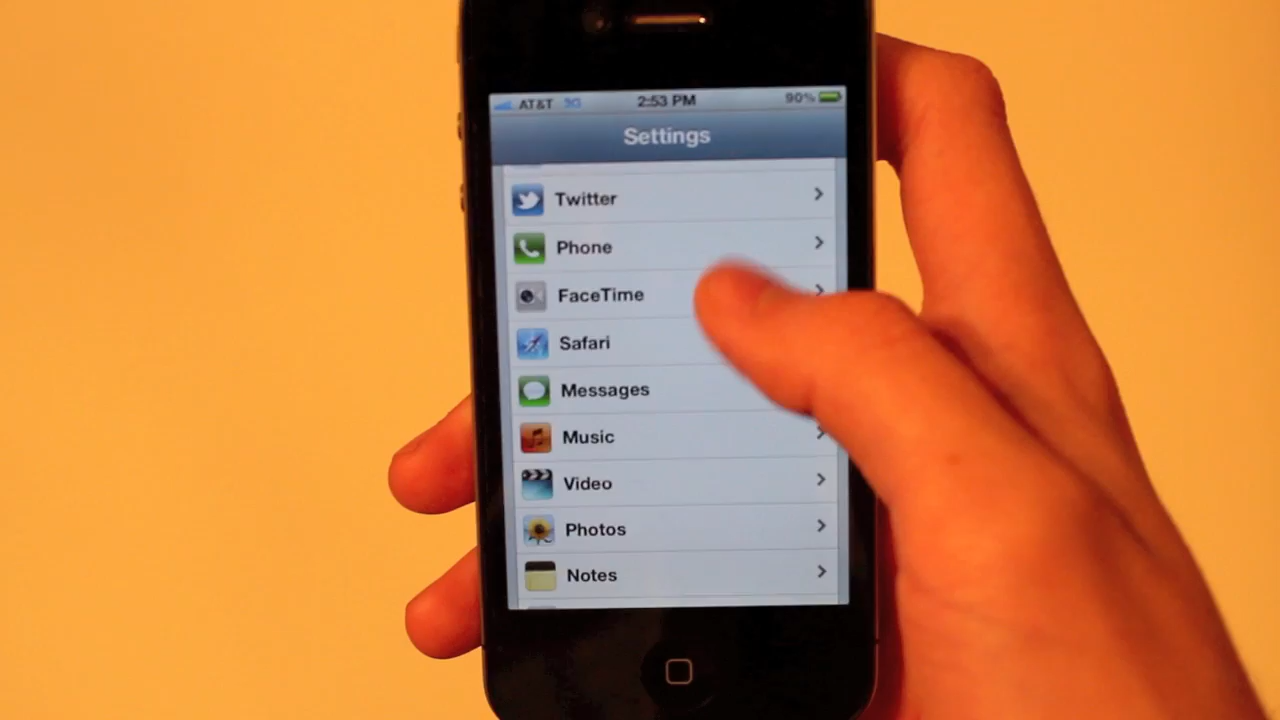 AT&T 3G 2:53 PM 90%
Settings
Twitter
Phone
FaceTime
Safari
Messages
Music
Video
Photos
Notes